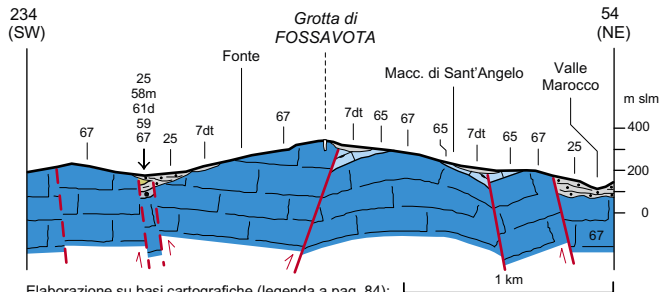 234
(SW)
Grotta di
FOSSAVOTA
54
(NE)
Fonte
Macc. di Sant'Angelo
Valle
Marocco
m slm
25
58m
61d
59
67
67
25
7dt
67
7dt
65
67
65
7dt
65
67
25
400
200
0
67
1 km
Elaborazione su basi cartografiche (legenda a pag. 84):